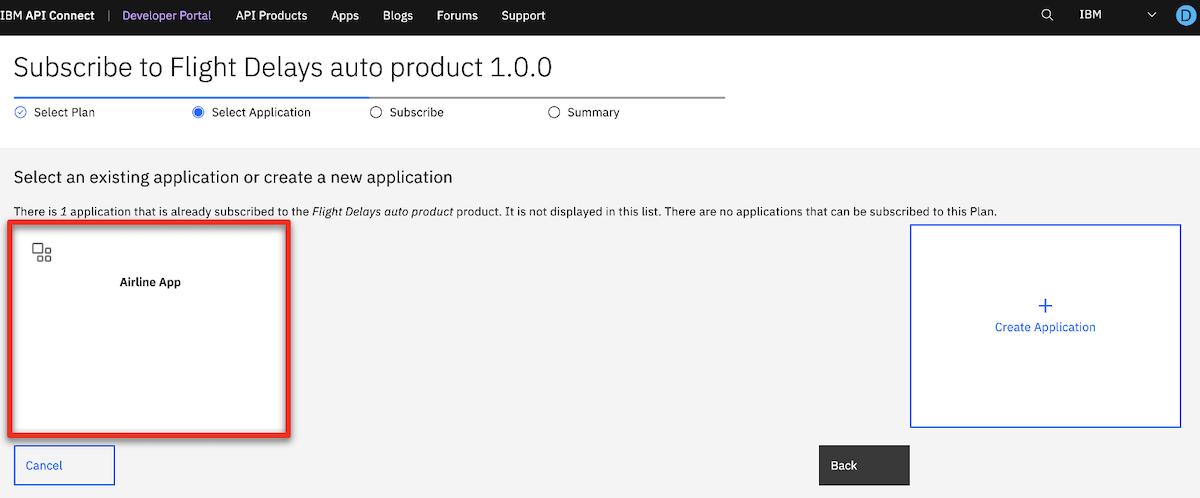 IBM API Connect | Developer Portal API Products Apps Blogs Forums Support IBM D
Subscribe to Flight Delays auto product 1.0.0
Select Plan Select Application Subscribe Summary
Select an existing application or create a new application
There is 1 application that is already subscribed to the Flight Delays auto product product. It is not displayed in this list. There are no applications that can be subscribed to this Plan.
Airline App
+
Create Application
Cancel Back